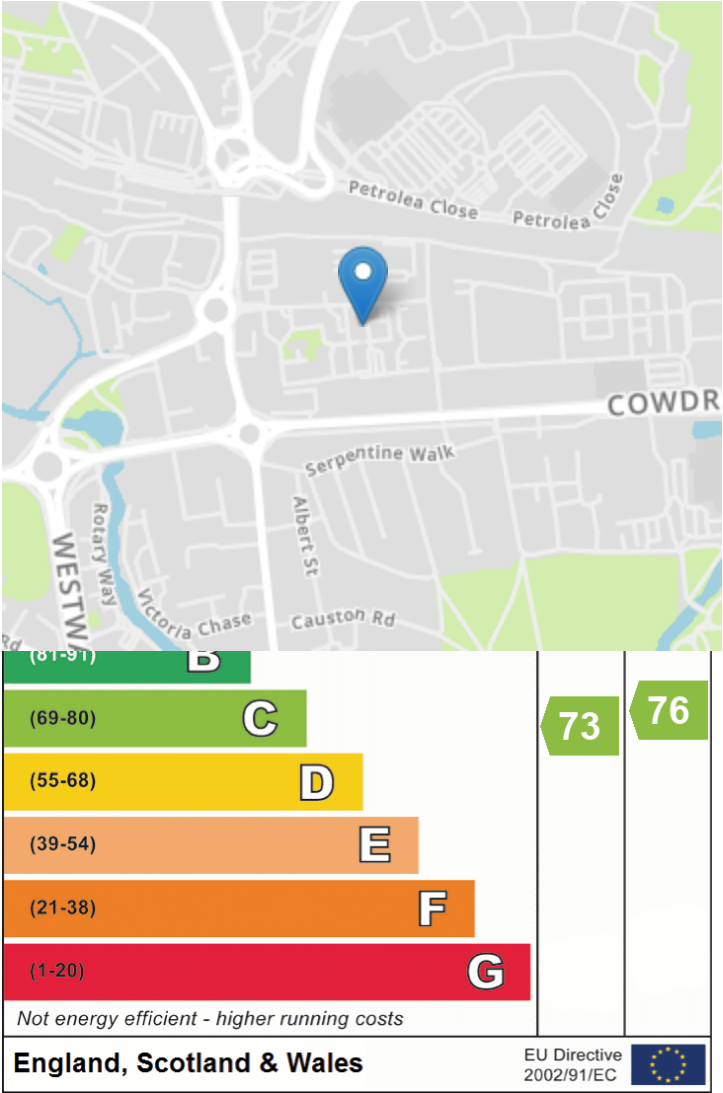 Petrolea Close
Petrolea Close
COWDR
Serpentine Walk
Albert St
Rotary Way
WESTWA
Victoria Chase
Causton Rd
Rd
(81-91) B
(69-80) C 73 76
(55-68) D
(39-54) E
(21-38) F
(1-20) G
Not energy efficient - higher running costs
England, Scotland & Wales
EU Directive
2002/91/EC